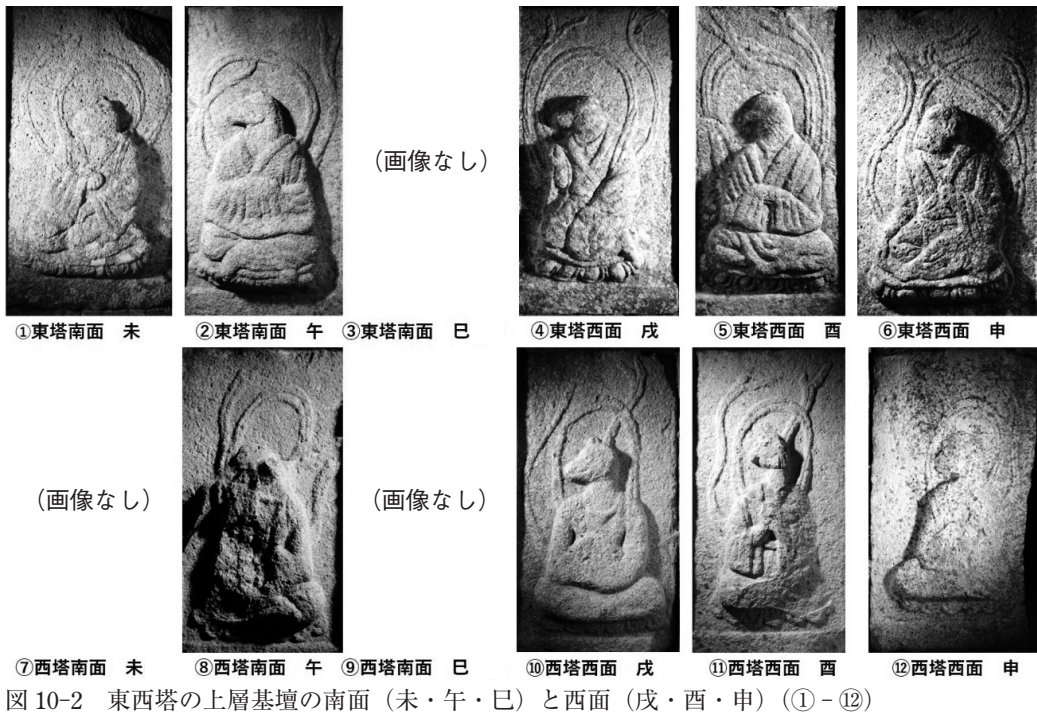 （画像なし）
①東塔南面　未
②東塔南面　午
③東塔南面　巳
④東塔西面　戌
⑤東塔西面　酉
⑥東塔西面　申
（画像なし）
（画像なし）
⑦西塔南面　未
⑧西塔南面　午
⑨西塔南面　巳
⑩西塔西面　戌
⑪西塔西面　酉
⑫西塔西面　申
図 10-2　東西塔の上層基壇の南面（未・午・巳）と西面（戌・酉・申）（① - ⑫）